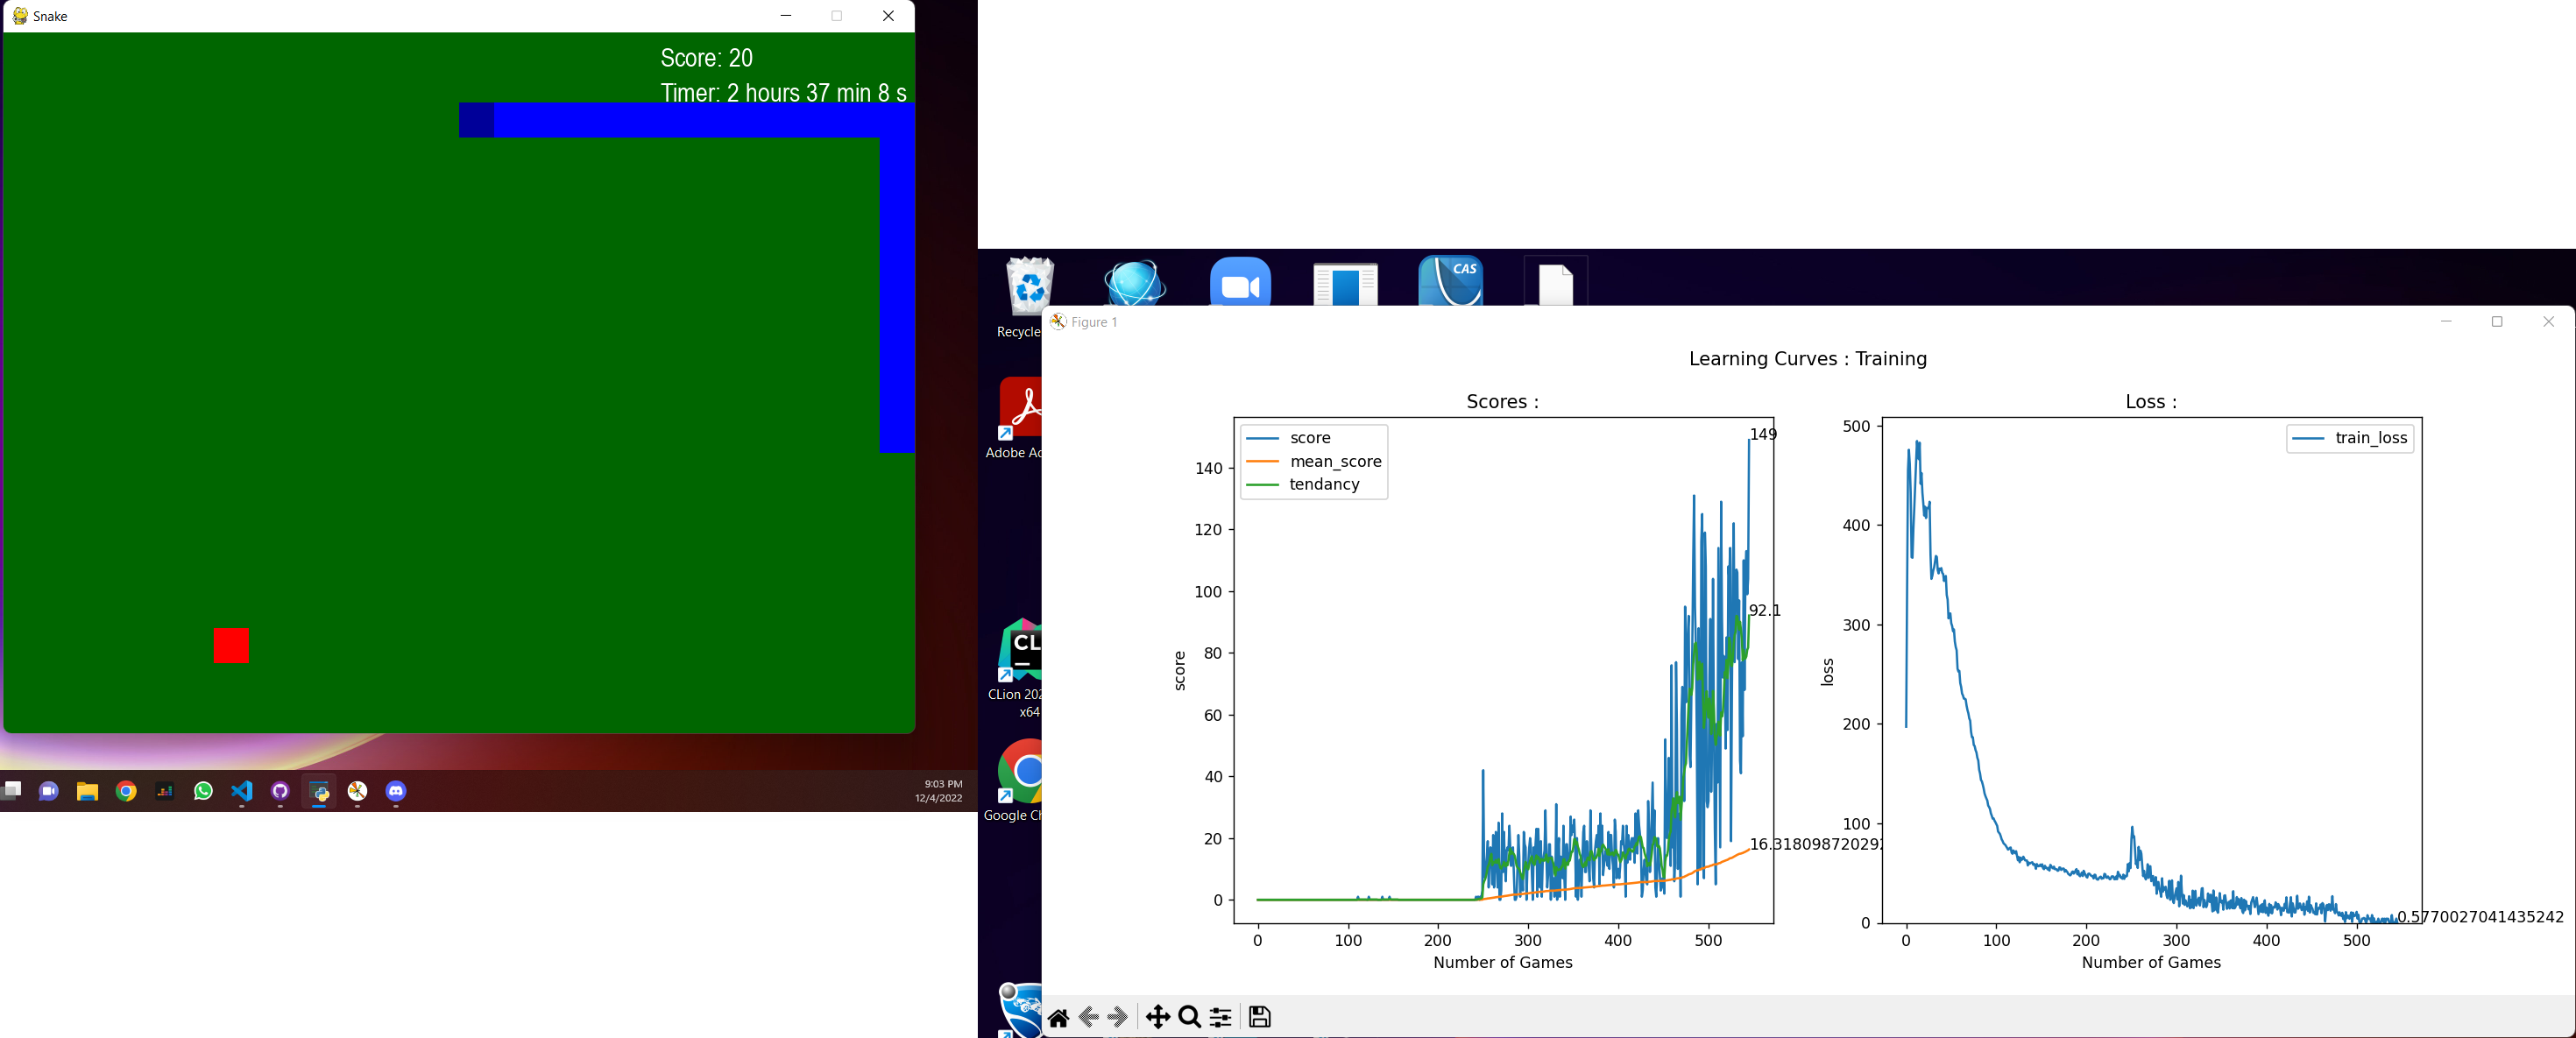 Snake
Score: 20
Timer: 2 hours 37 min 8 s
9:03 PM
12/4/2022
CAS
Recycle
Adobe Ac
CL
CLion 202
x64
Google Ch
Figure 1
Learning Curves : Training
Scores :
score
mean_score
tendancy
149
92.1
16.318098720292
140
120
100
80
60
40
20
0
score
0 100 200 300 400 500
Number of Games
Loss :
train_loss
500
400
300
200
100
0
loss
0.5770027041435242
0 100 200 300 400 500
Number of Games